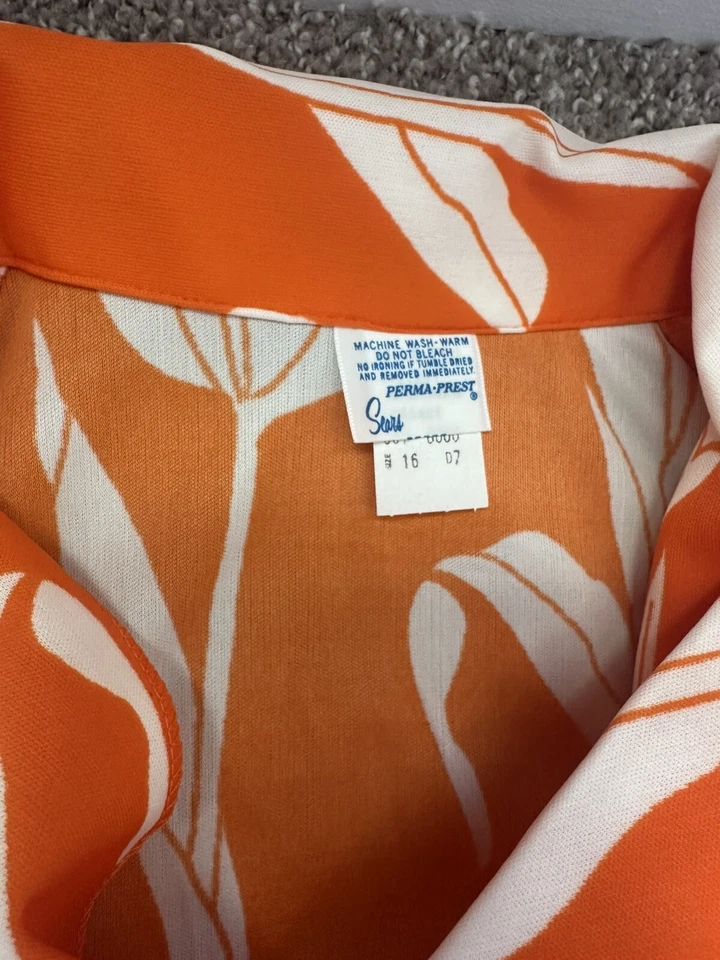 MACHINE WASH-WARM
DO NOT BLEACH
NO IRONING IF TUMBLE DRIED
AND REMOVED IMMEDIATELY.
PERMA-PREST®
Sears
SIZE 16 D7